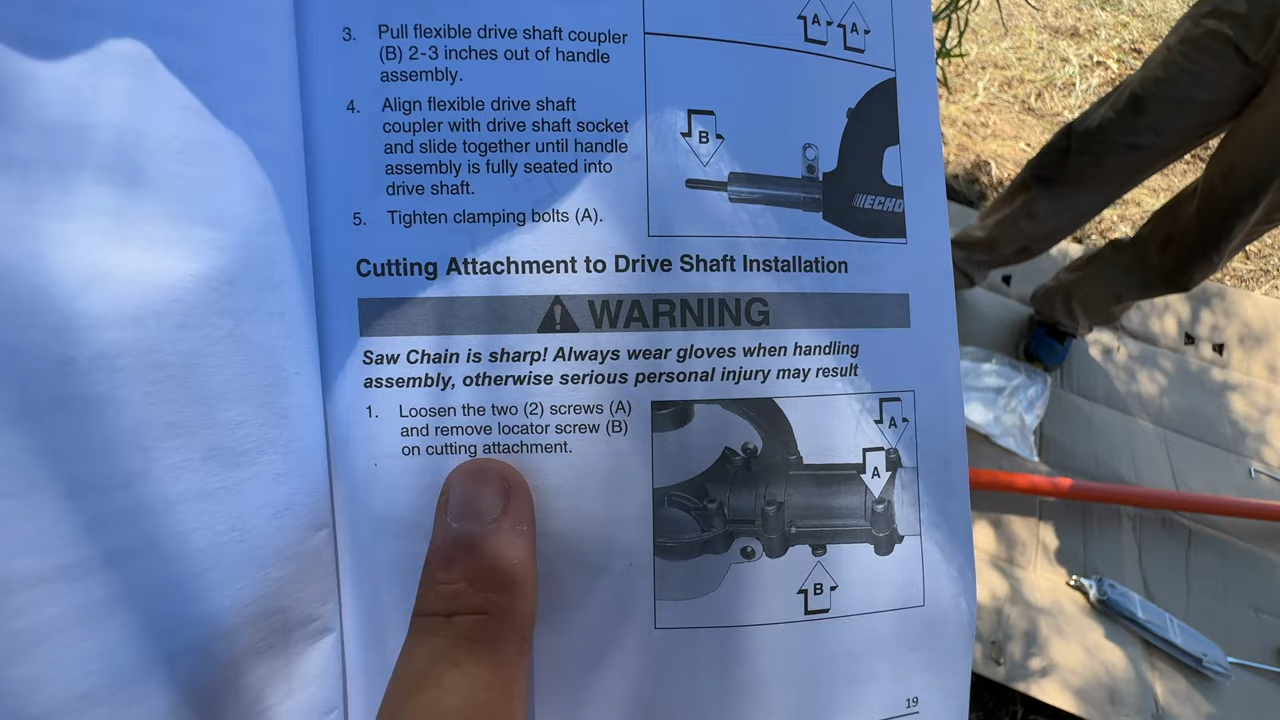 A A
3. Pull flexible drive shaft coupler
(B) 2-3 inches out of handle
assembly.
4. Align flexible drive shaft
coupler with drive shaft socket
and slide together until handle
assembly is fully seated into
drive shaft.
5. Tighten clamping bolts (A).
B
ECHO
Cutting Attachment to Drive Shaft Installation
WARNING
Saw Chain is sharp! Always wear gloves when handling
assembly, otherwise serious personal injury may result
1. Loosen the two (2) screws (A)
and remove locator screw (B)
on cutting attachment.
A
A
B
19